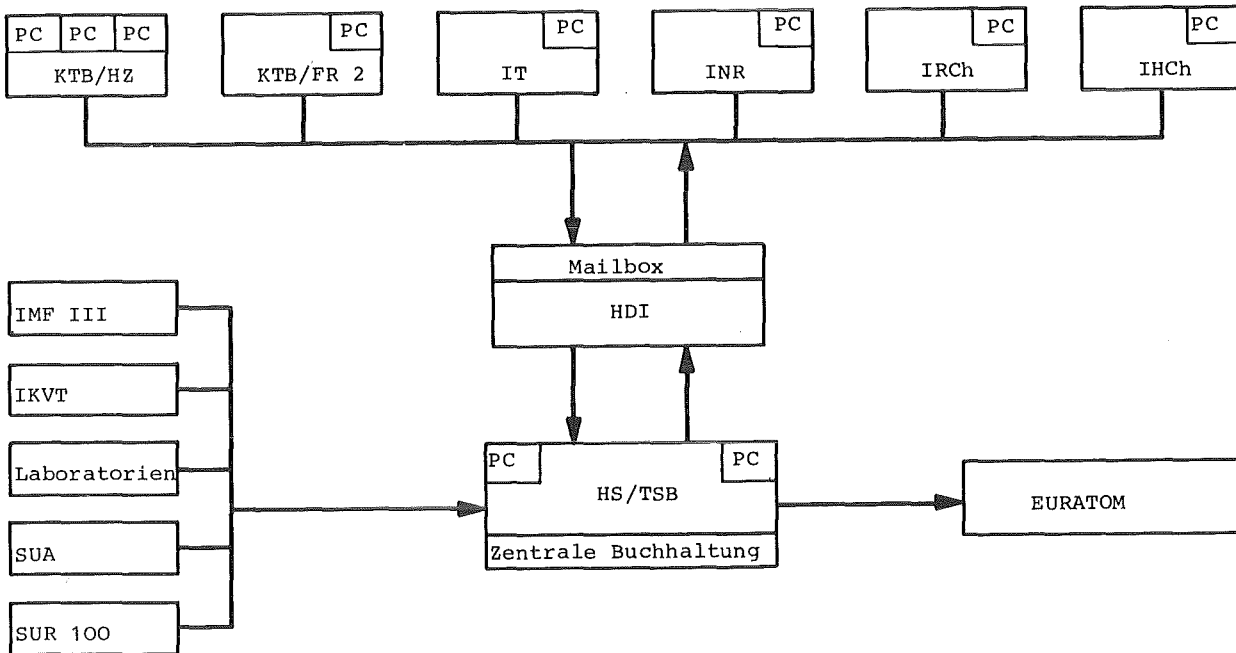 PC PC PC
KTB/HZ
PC
KTB/FR 2
PC
IT
PC
INR
PC
IRCh
PC
IHCh
Mailbox
HDI
IMF III
IKVT
Laboratorien
SUA
SUR 100
PC PC
HS/TSB
Zentrale Buchhaltung
EURATOM